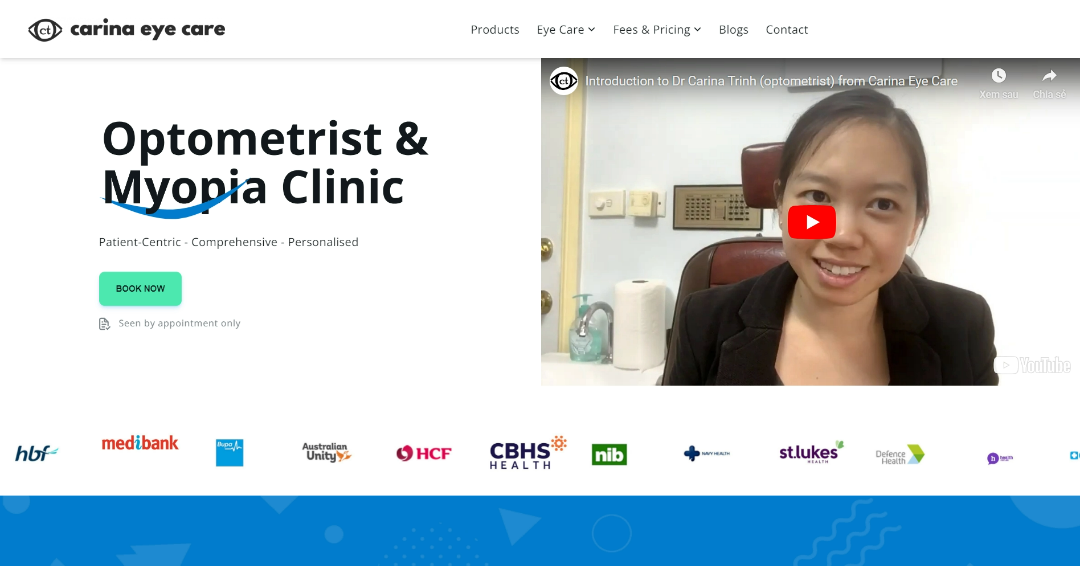 ct carina eye care
Products Eye Care Fees & Pricing Blogs Contact
ct Introduction to Dr Carina Trinh (optometrist) from Carina Eye Care
Xem sau Chia sẻ
Optometrist &
Myopia Clinic
Patient-Centric - Comprehensive - Personalised
BOOK NOW
Seen by appointment only
YouTube
hbf
medibank
Bupa
Australian
Unity
HCF
CBHS
HEALTH
nib
NAVY HEALTH
st.lukes
HEALTH
Defence
Health
h health